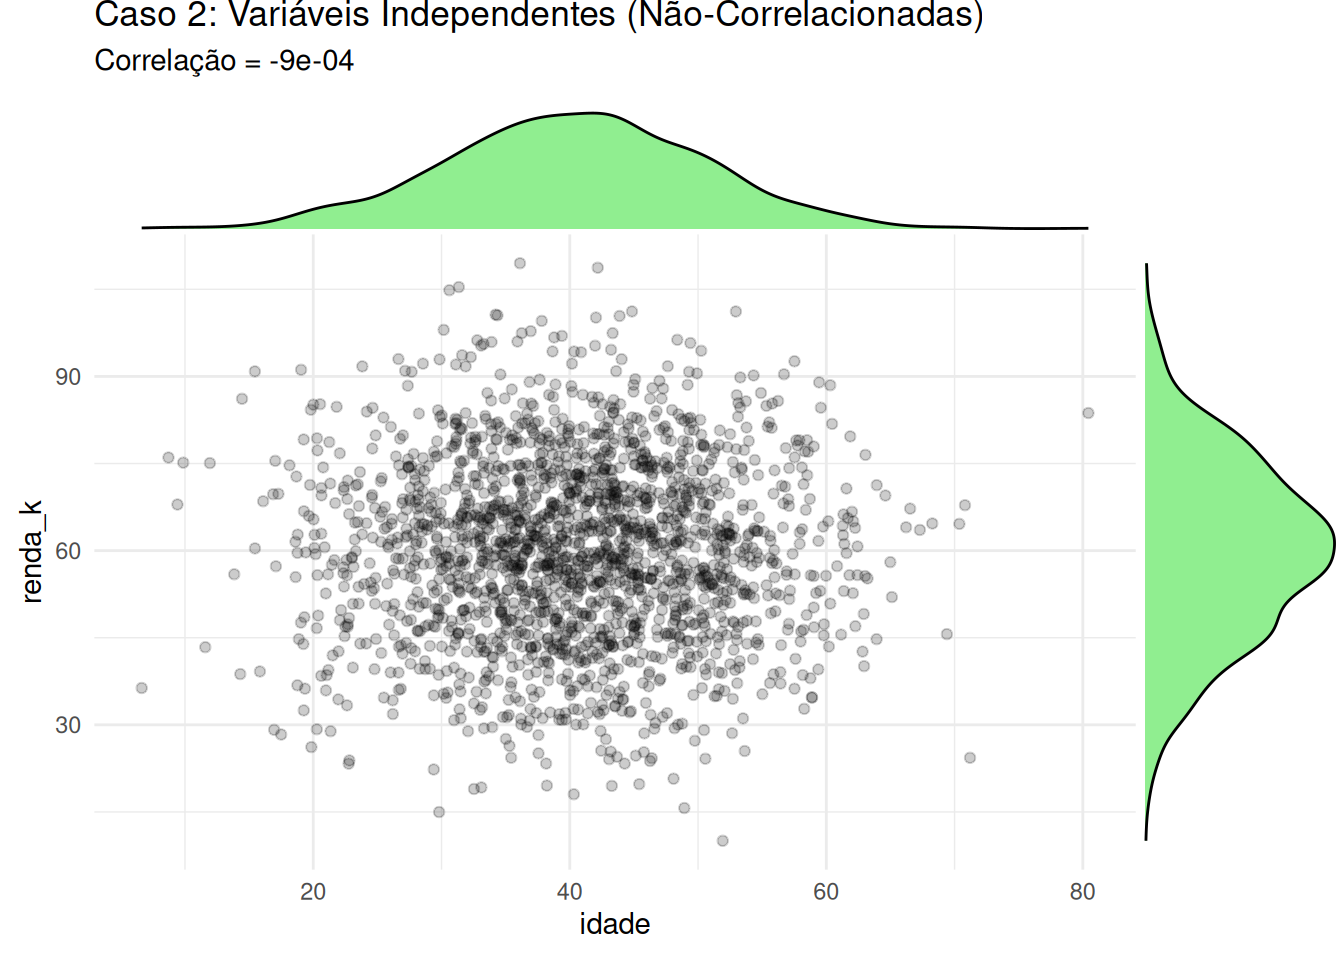 Caso 2: Variáveis Independentes (Não-Correlacionadas)
Correlação = -9e-04
90
60
30
renda_k
20 40 60 80
idade